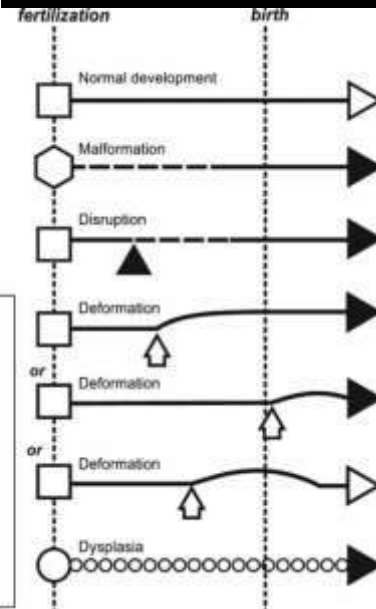 fertilization birth
Normal development
Malformation
Disruption
Deformation
or
Deformation
or
Deformation
Dysplasia